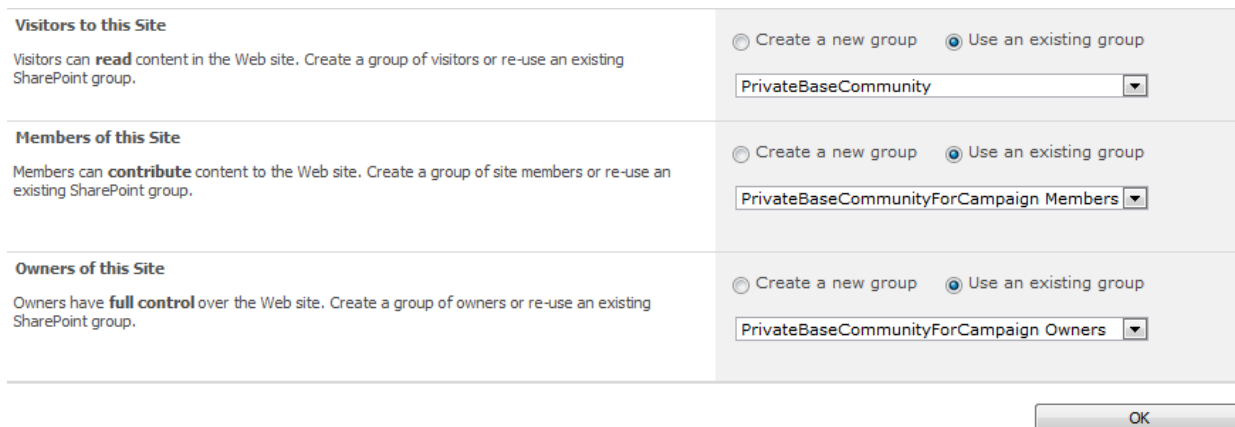 Visitors to this Site
Visitors can read content in the Web site. Create a group of visitors or re-use an existing
SharePoint group.
Create a new group
Use an existing group
PrivateBaseCommunity
Members of this Site
Members can contribute content to the Web site. Create a group of site members or re-use an
existing SharePoint group.
Create a new group
Use an existing group
PrivateBaseCommunityForCampaign Members
Owners of this Site
Owners have full control over the Web site. Create a group of owners or re-use an existing
SharePoint group.
Create a new group
Use an existing group
PrivateBaseCommunityForCampaign Owners
OK